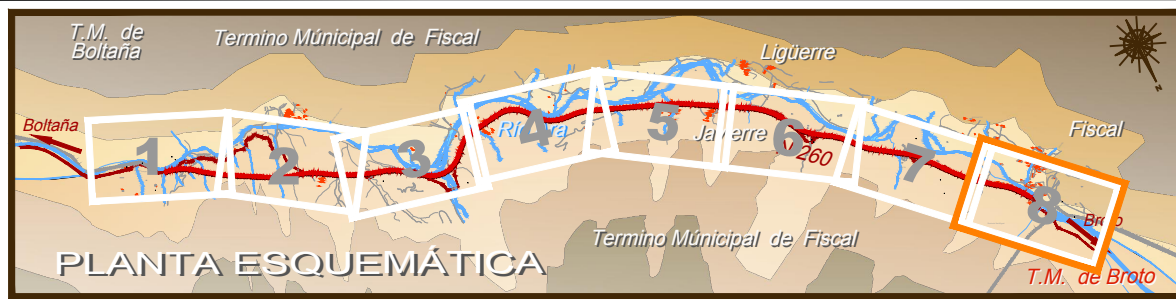 T.M. de
Boltaña
Termino Múnicipal de Fiscal
Ligüerre
N
Boltaña
Fiscal
1
2
3
4
5
Javierre
6
260
7
8
Broto
Termino Múnicipal de Fiscal
PLANTA ESQUEMÁTICA
T.M. de Broto